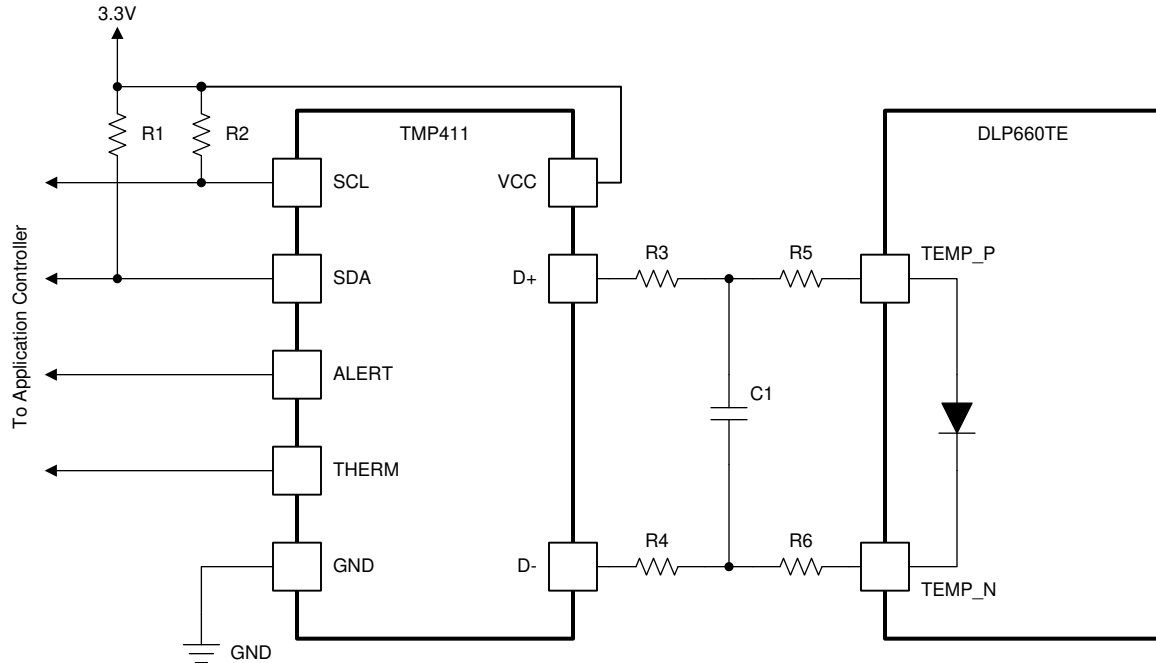 3.3V
R1
R2
TMP411
DLP660TE
SCL
VCC
To Application Controller
R3
R5
TEMP_P
SDA
D+
ALERT
C1
THERM
R4
R6
GND
D-
TEMP_N
GND